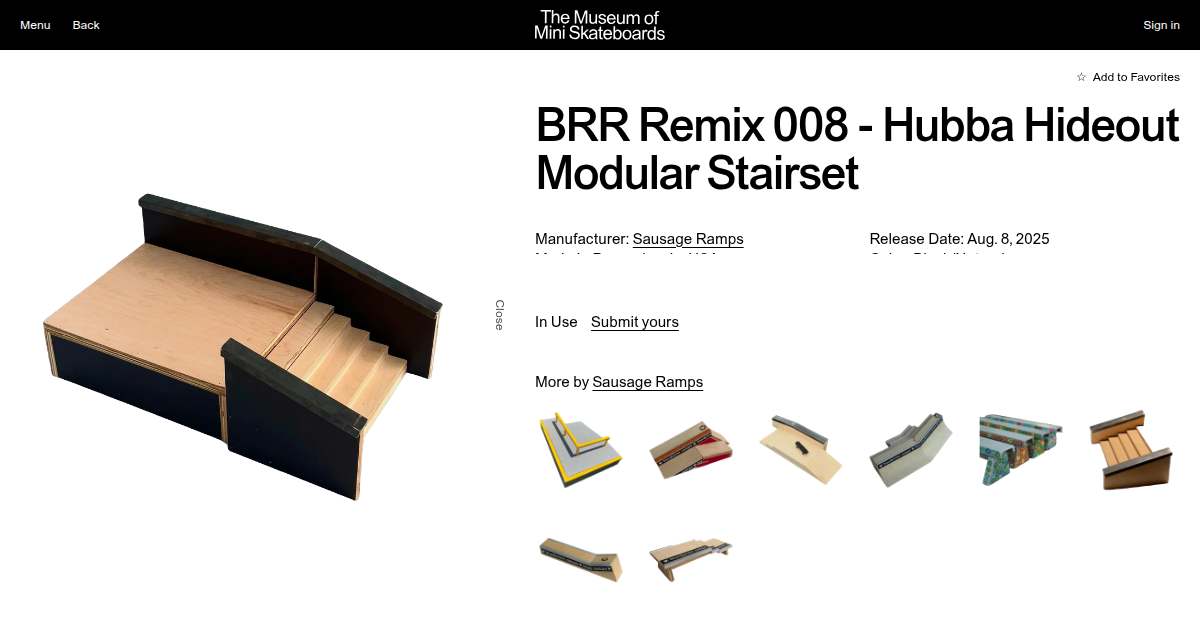 Menu
Back
The Museum of
Mini Skateboards
Sign in
☆ Add to Favorites
BRR Remix 008 - Hubba Hideout
Modular Stairset
Manufacturer: Sausage Ramps
Release Date: Aug. 8, 2025
Close
In Use
Submit yours
More by Sausage Ramps